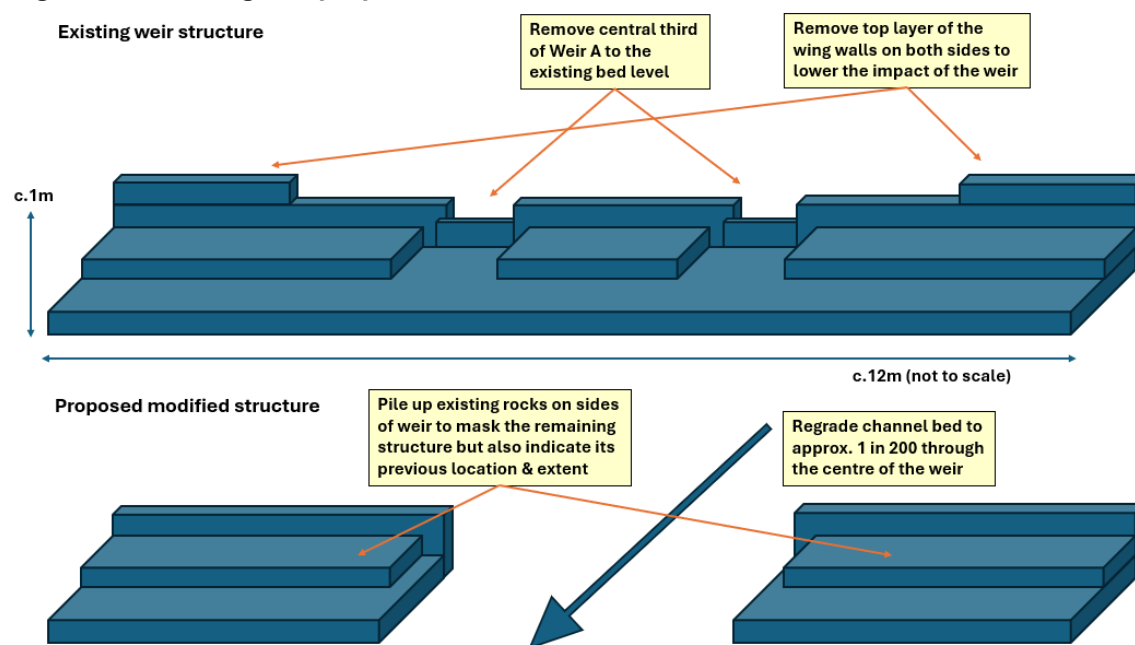 Existing weir structure
Remove central third
of Weir A to the
existing bed level
Remove top layer of the
wing walls on both sides to
lower the impact of the weir
c.1m
c.12m (not to scale)
Proposed modified structure
Pile up existing rocks on sides
of weir to mask the remaining
structure but also indicate its
previous location & extent
Regrade channel bed to
approx. 1 in 200 through
the centre of the weir